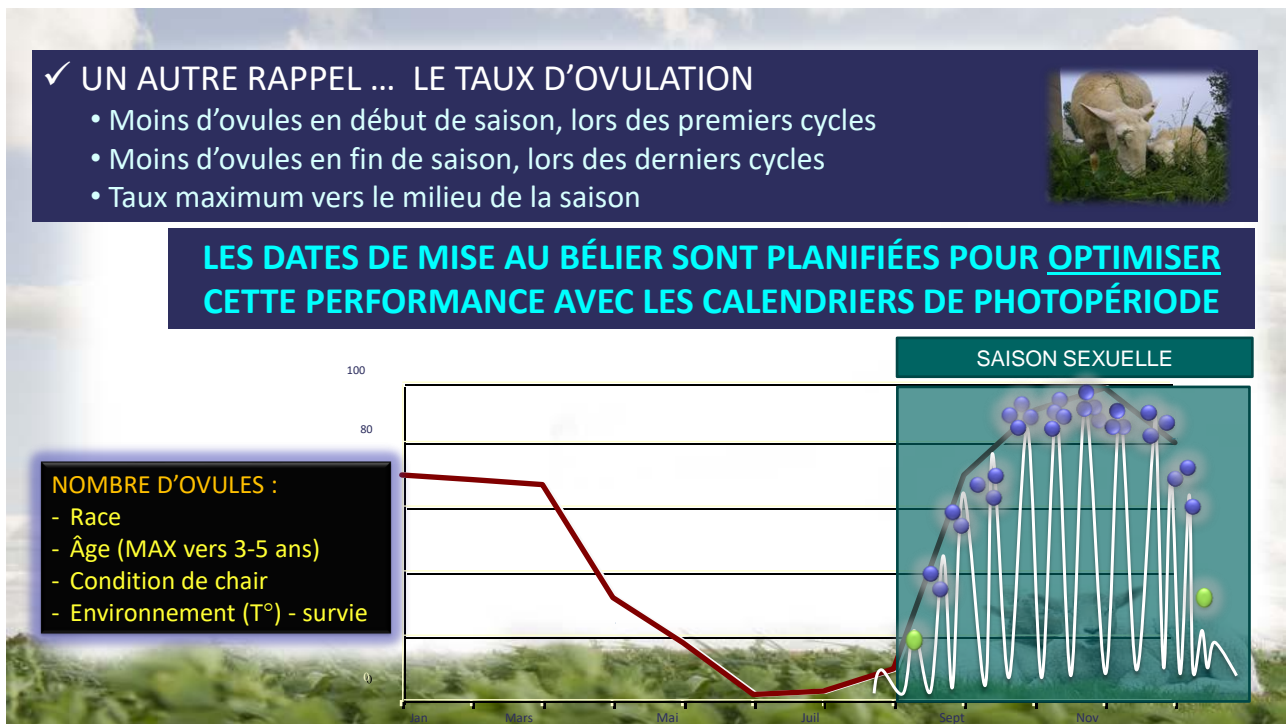 ✓ UN AUTRE RAPPEL … LE TAUX D'OVULATION
• Moins d'ovules en début de saison, lors des premiers cycles
• Moins d'ovules en fin de saison, lors des derniers cycles
• Taux maximum vers le milieu de la saison
LES DATES DE MISE AU BÉLIER SONT PLANIFIÉES POUR OPTIMISER
CETTE PERFORMANCE AVEC LES CALENDRIERS DE PHOTOPÉRIODE
SAISON SEXUELLE
100
80
NOMBRE D'OVULES :
- Race
- Âge (MAX vers 3-5 ans)
- Condition de chair
- Environnement (T°) - survie
Jan Mars Mai Juil Sept Nov